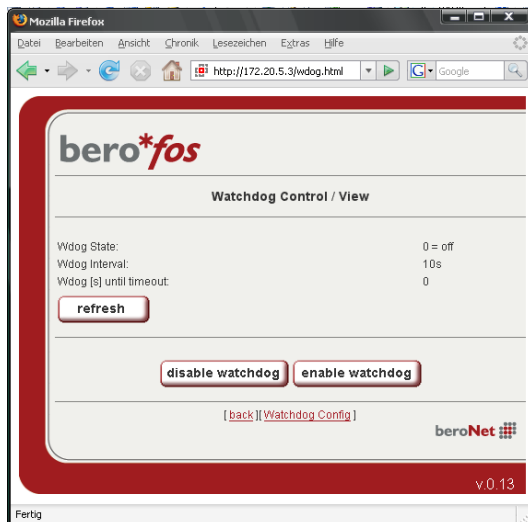 Mozilla Firefox
Datei Bearbeiten Ansicht Chronik Lesezeichen Extras Hilfe
http://172.20.5.3/wdog.html G Google
bero*fos
Watchdog Control / View
Wdog State: 0 = off
Wdog Interval: 10s
Wdog [s] until timeout: 0
refresh
disable watchdog enable watchdog
[ back ][ Watchdog Config ]
beroNet
v.0.13
Fertig